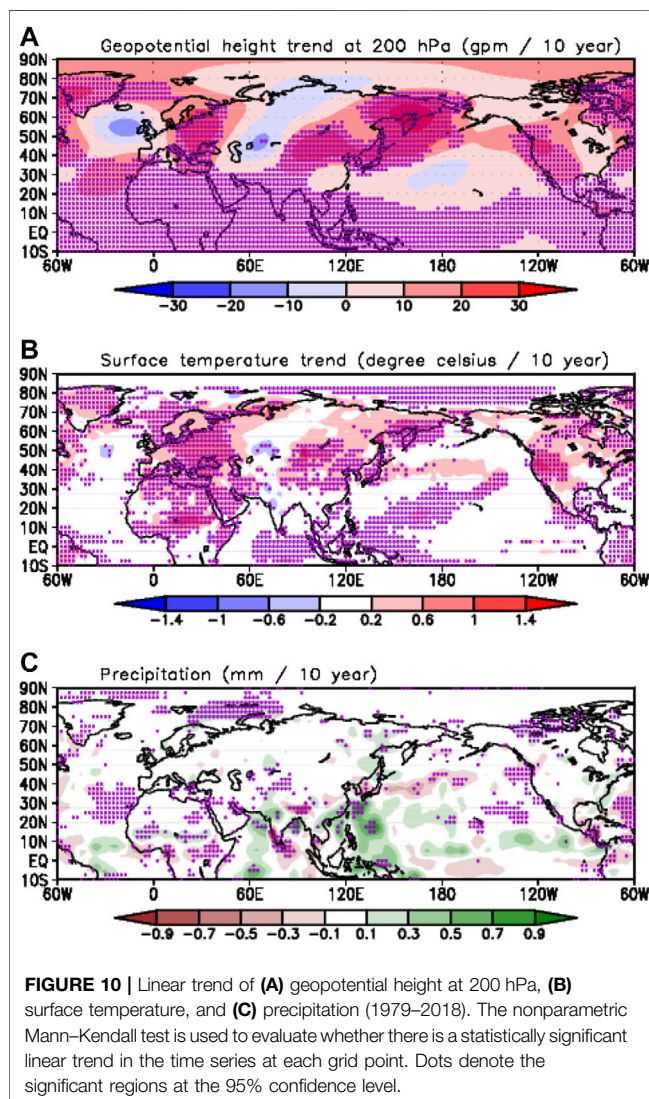 A
Geopotential height trend at 200 hPa (gpm / 10 year)
90N
80N
70N
60N
50N
40N
30N
20N
10N
EQ
10S
60W 0 60E 120E 180 120W 60W
−30 −20 −10 0 10 20 30
B
Surface temperature trend (degree celsius / 10 year)
90N
80N
70N
60N
50N
40N
30N
20N
10N
EQ
10S
60W 0 60E 120E 180 120W 60W
−1.4 −1 −0.6 −0.2 0.2 0.6 1 1.4
C
Precipitation (mm / 10 year)
90N
80N
70N
60N
50N
40N
30N
20N
10N
EQ
10S
60W 0 60E 120E 180 120W 60W
−0.9 −0.7 −0.5 −0.3 −0.1 0.1 0.3 0.5 0.7 0.9
FIGURE 10 | Linear trend of (A) geopotential height at 200 hPa, (B)
surface temperature, and (C) precipitation (1979–2018). The nonparametric
Mann–Kendall test is used to evaluate whether there is a statistically significant
linear trend in the time series at each grid point. Dots denote the
significant regions at the 95% confidence level.